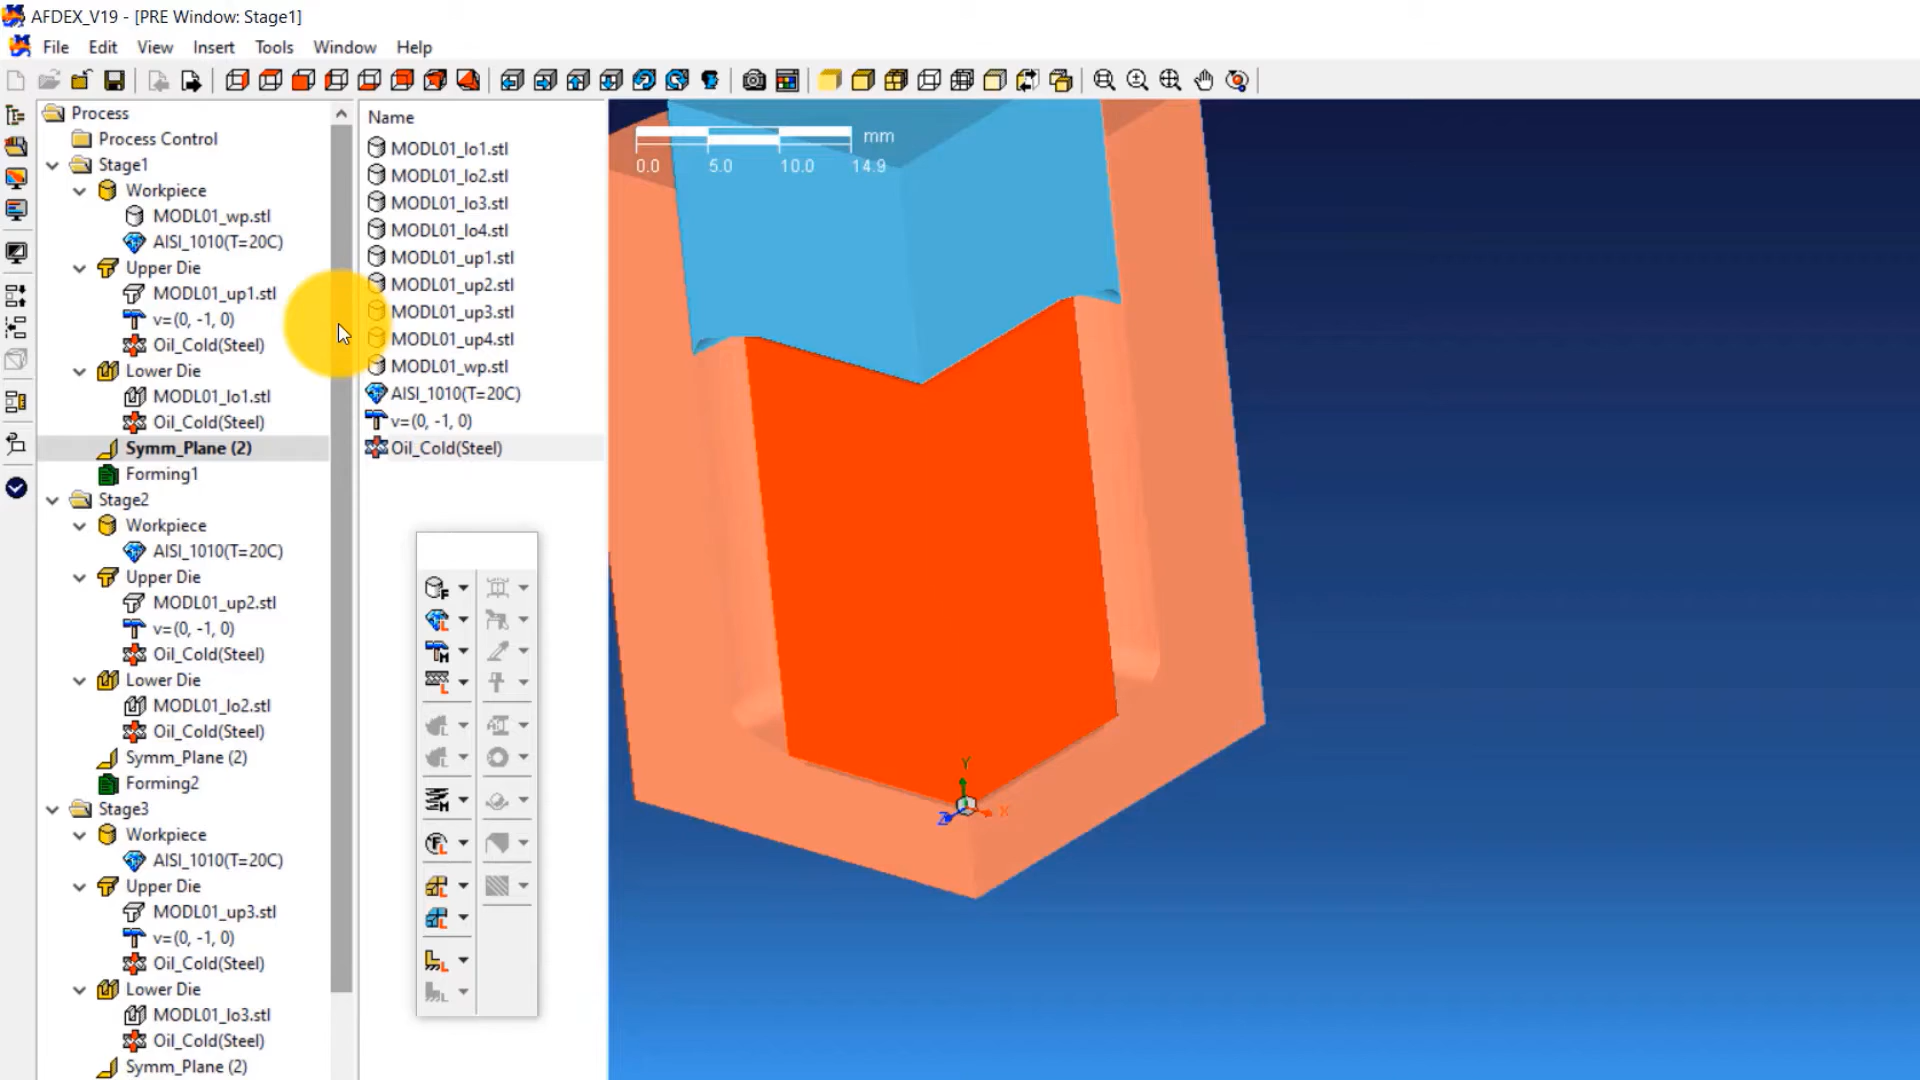 AFDEX_V19 - [PRE Window: Stage1]
File Edit View Insert Tools Window Help
Process
Process Control
Stage1
Workpiece
MODL01_wp.stl
AISI_1010(T=20C)
Upper Die
MODL01_up1.stl
v=(0, -1, 0)
Oil_Cold(Steel)
Lower Die
MODL01_lo1.stl
Oil_Cold(Steel)
Symm_Plane (2)
Forming1
Stage2
Workpiece
AISI_1010(T=20C)
Upper Die
MODL01_up2.stl
v=(0, -1, 0)
Oil_Cold(Steel)
Lower Die
MODL01_lo2.stl
Oil_Cold(Steel)
Symm_Plane (2)
Forming2
Stage3
Workpiece
AISI_1010(T=20C)
Upper Die
MODL01_up3.stl
v=(0, -1, 0)
Oil_Cold(Steel)
Lower Die
MODL01_lo3.stl
Oil_Cold(Steel)
Symm_Plane (2)
Name
MODL01_lo1.stl
MODL01_lo2.stl
MODL01_lo3.stl
MODL01_lo4.stl
MODL01_up1.stl
MODL01_up2.stl
MODL01_up3.stl
MODL01_up4.stl
MODL01_wp.stl
AISI_1010(T=20C)
v=(0, -1, 0)
Oil_Cold(Steel)
mm
0.0 5.0 10.0 14.9
Y
Z X